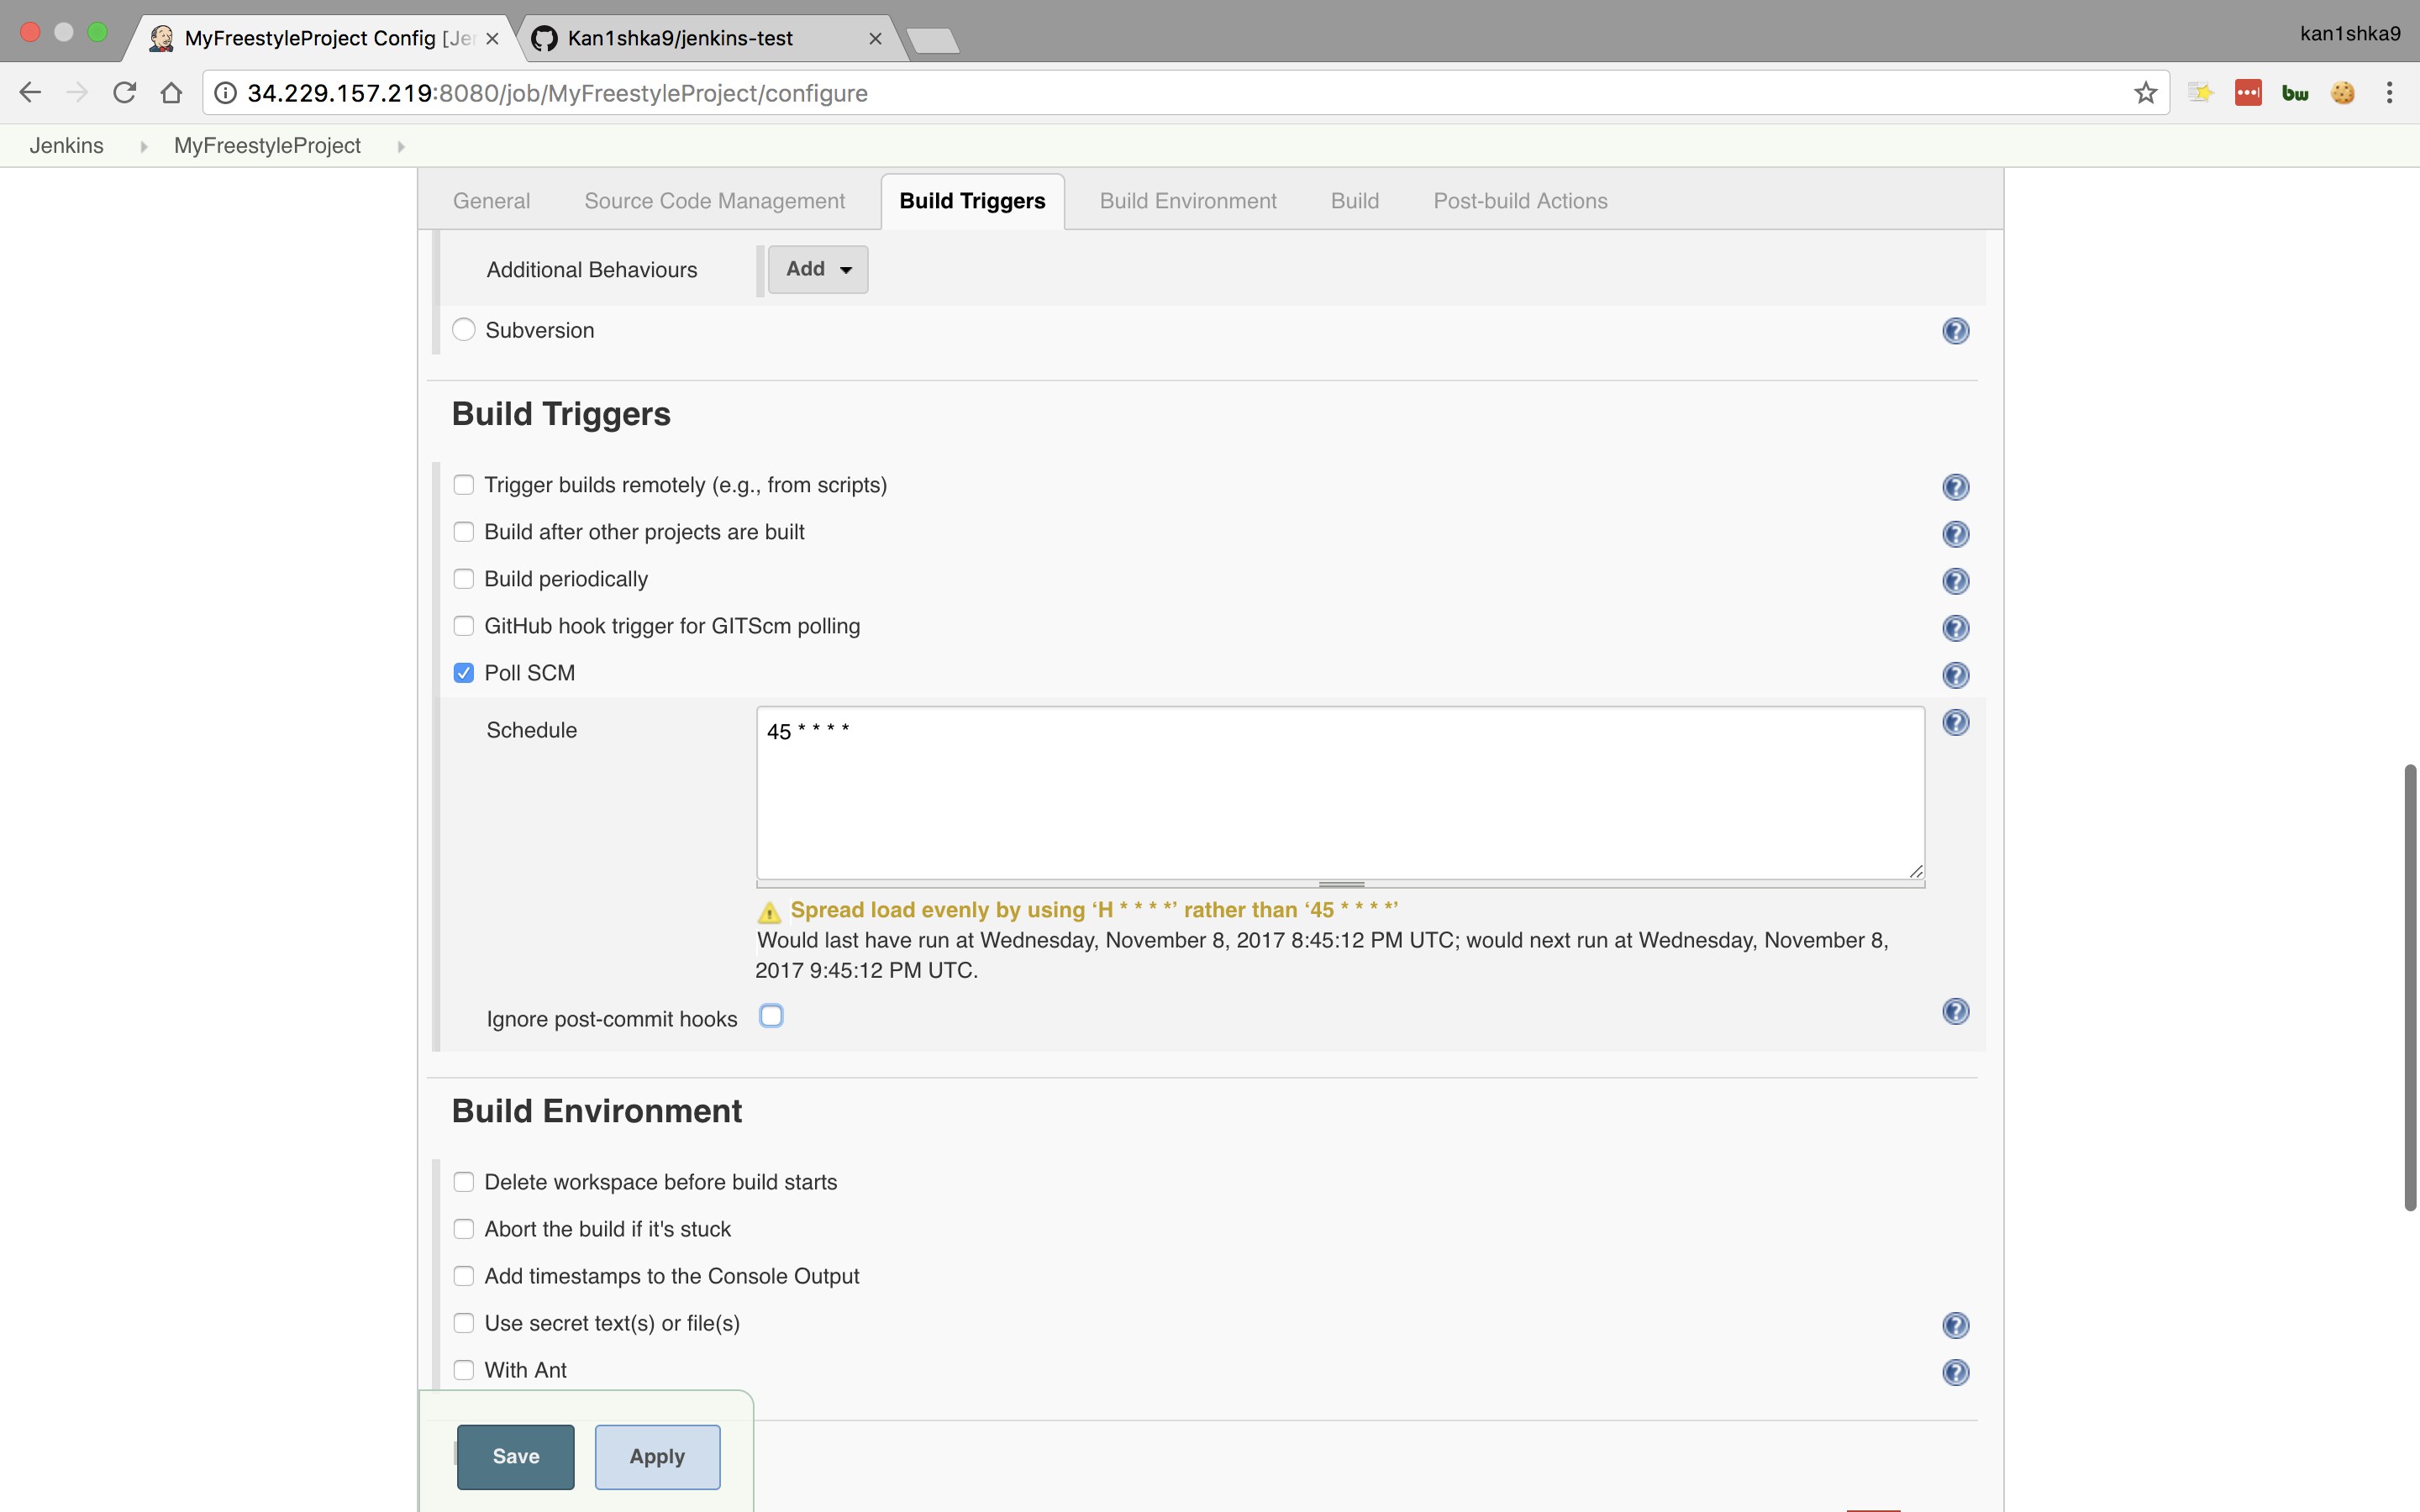 MyFreestyleProject Config [Je
Kan1shka9/jenkins-test
kan1shka9
34.229.157.219:8080/job/MyFreestyleProject/configure
bw
Jenkins
MyFreestyleProject
General
Source Code Management
Build Triggers
Build Environment
Build
Post-build Actions
Additional Behaviours
Add
Subversion
Build Triggers
Trigger builds remotely (e.g., from scripts)
Build after other projects are built
Build periodically
GitHub hook trigger for GITScm polling
Poll SCM
Schedule
45 * * * *
Spread load evenly by using ‘H * * * *’ rather than ‘45 * * * *’
Would last have run at Wednesday, November 8, 2017 8:45:12 PM UTC; would next run at Wednesday, November 8,
2017 9:45:12 PM UTC.
Ignore post-commit hooks
Build Environment
Delete workspace before build starts
Abort the build if it's stuck
Add timestamps to the Console Output
Use secret text(s) or file(s)
With Ant
Save
Apply